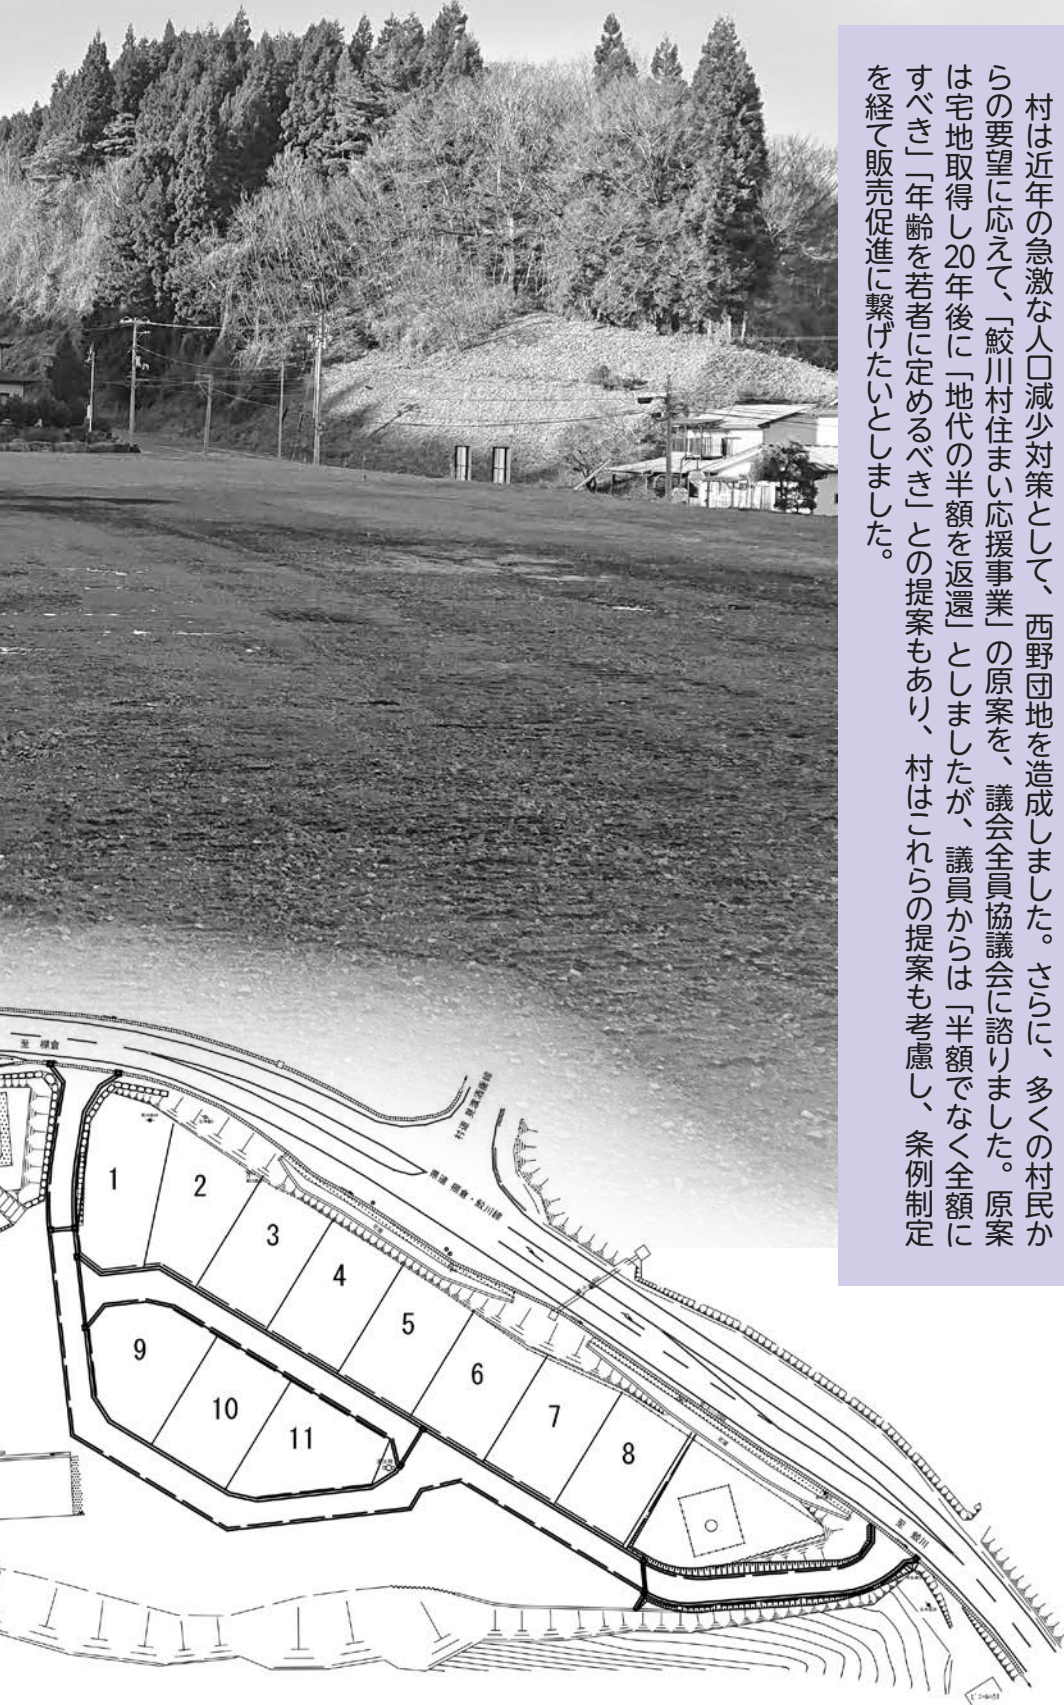 村は近年の急激な人口減少対策として、西野団地を造成しました。さらに、多くの村民か
らの要望に応えて、「鮫川村住まい応援事業」の原案を、議会全員協議会に諮りました。原案
は宅地取得し20年後に「地代の半額を返還」としましたが、議員からは「半額でなく全額に
すべき」「年齢を若者に定めるべき」との提案もあり、村はこれらの提案も考慮し、条例制定
を経て販売促進に繋げたいとしました。
至 棚倉
県道 棚倉・鮫川線
至 鮫川
1
2
3
4
5
6
7
8
9
10
11